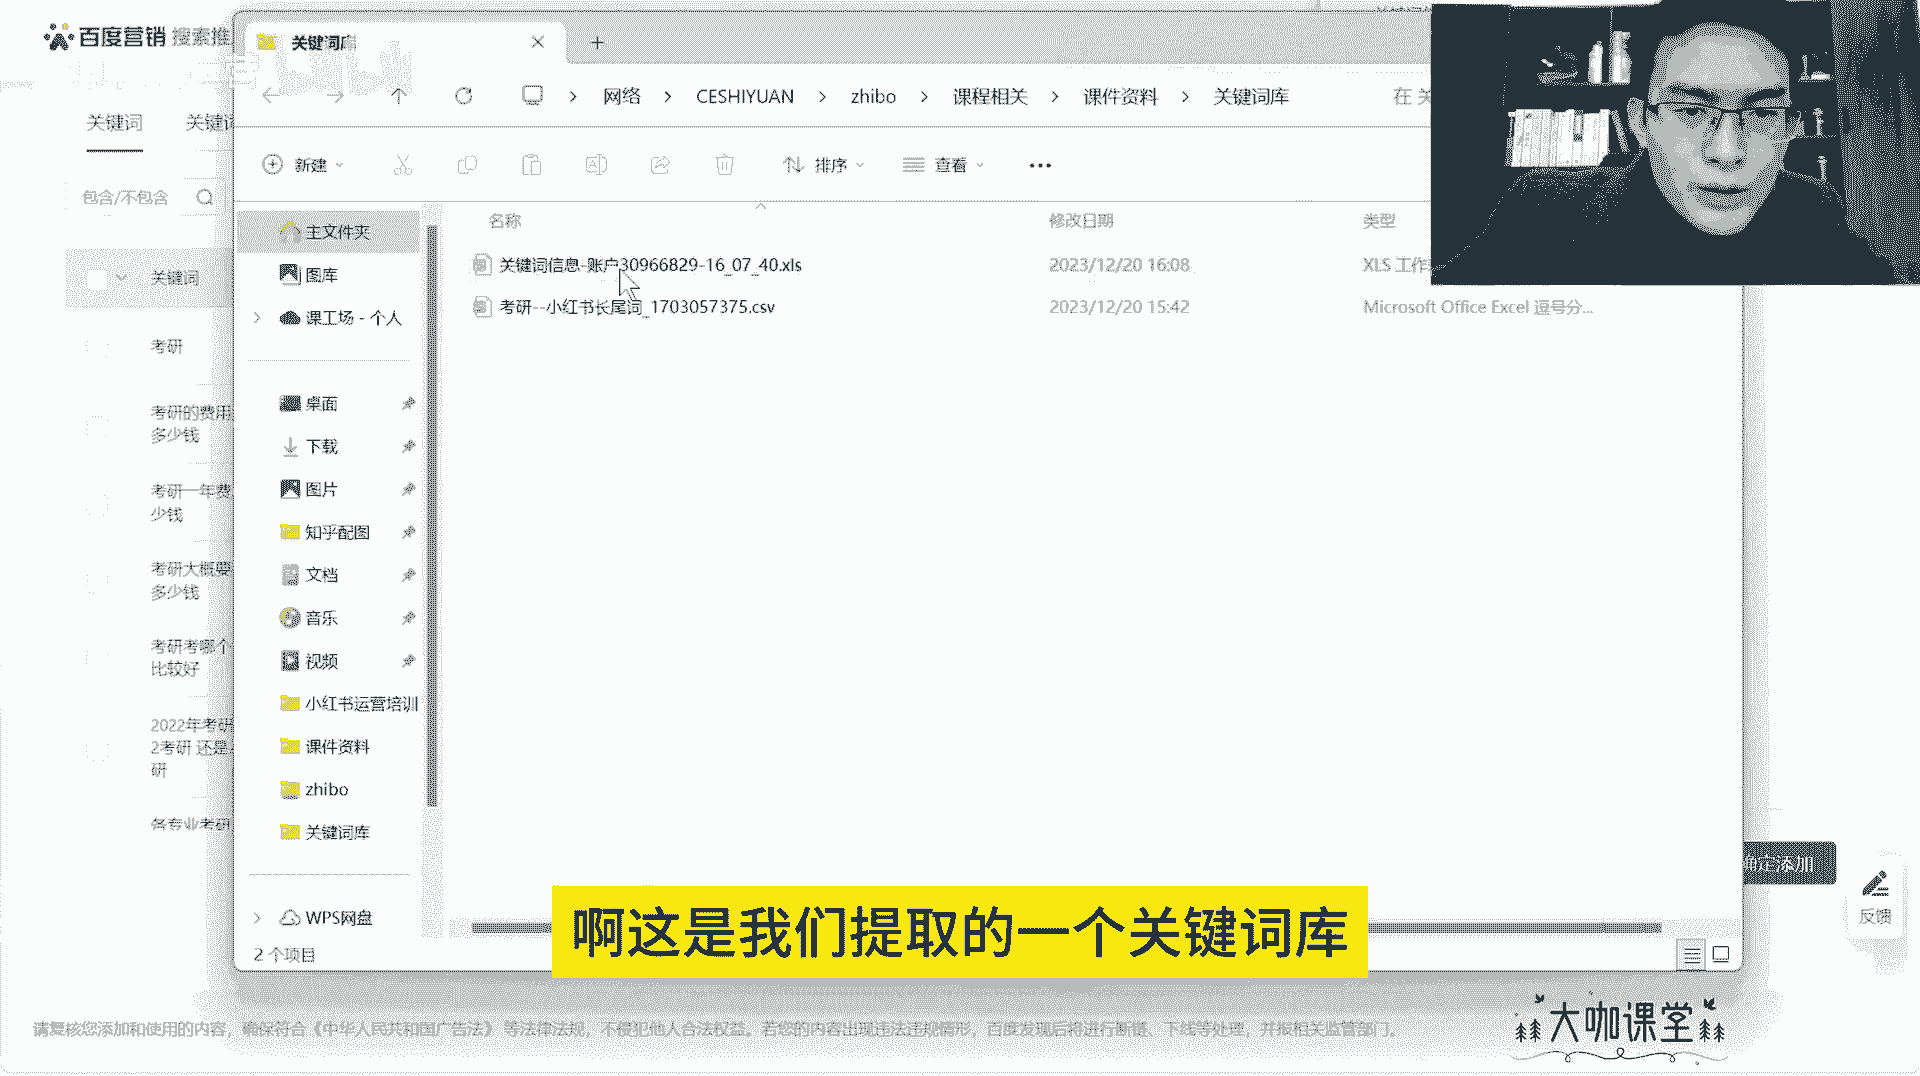 百度营销 搜索推
关键词库
网络 > CESHIYUAN > zhibo > 课程相关 > 课件资料 > 关键词库
在 关
关键词
关键词
新建
排序
查看
包含/不包含
主文件夹
名称
修改日期
类型
关键词
图库
关键词信息-账户30966829-16_07_40.xls
2023/12/20 16:08
XLS 工作
课工场 - 个人
考研--小红书长尾词_1703057375.csv
2023/12/20 15:42
Microsoft Office Excel 逗号分...
考研
考研的费用
多少钱
桌面
下载
考研一年费
少钱
图片
知乎配图
考研大概要
多少钱
文档
音乐
考研考哪个
比较好
视频
小红书运营培训
2022年考研
2考研 还是
研
课件资料
zhibo
各专业考研
关键词库
确定添加
反馈
WPS网盘
2 个项目
啊这是我们提取的一个关键词库
请复核您添加和使用的内容，确保符合《中华人民共和国广告法》等法律法规，不侵犯他人合法权益。若您的内容出现违法违规情形，百度发现后将进行断链、下线等处理，并报相关监管部门。
大咖课堂